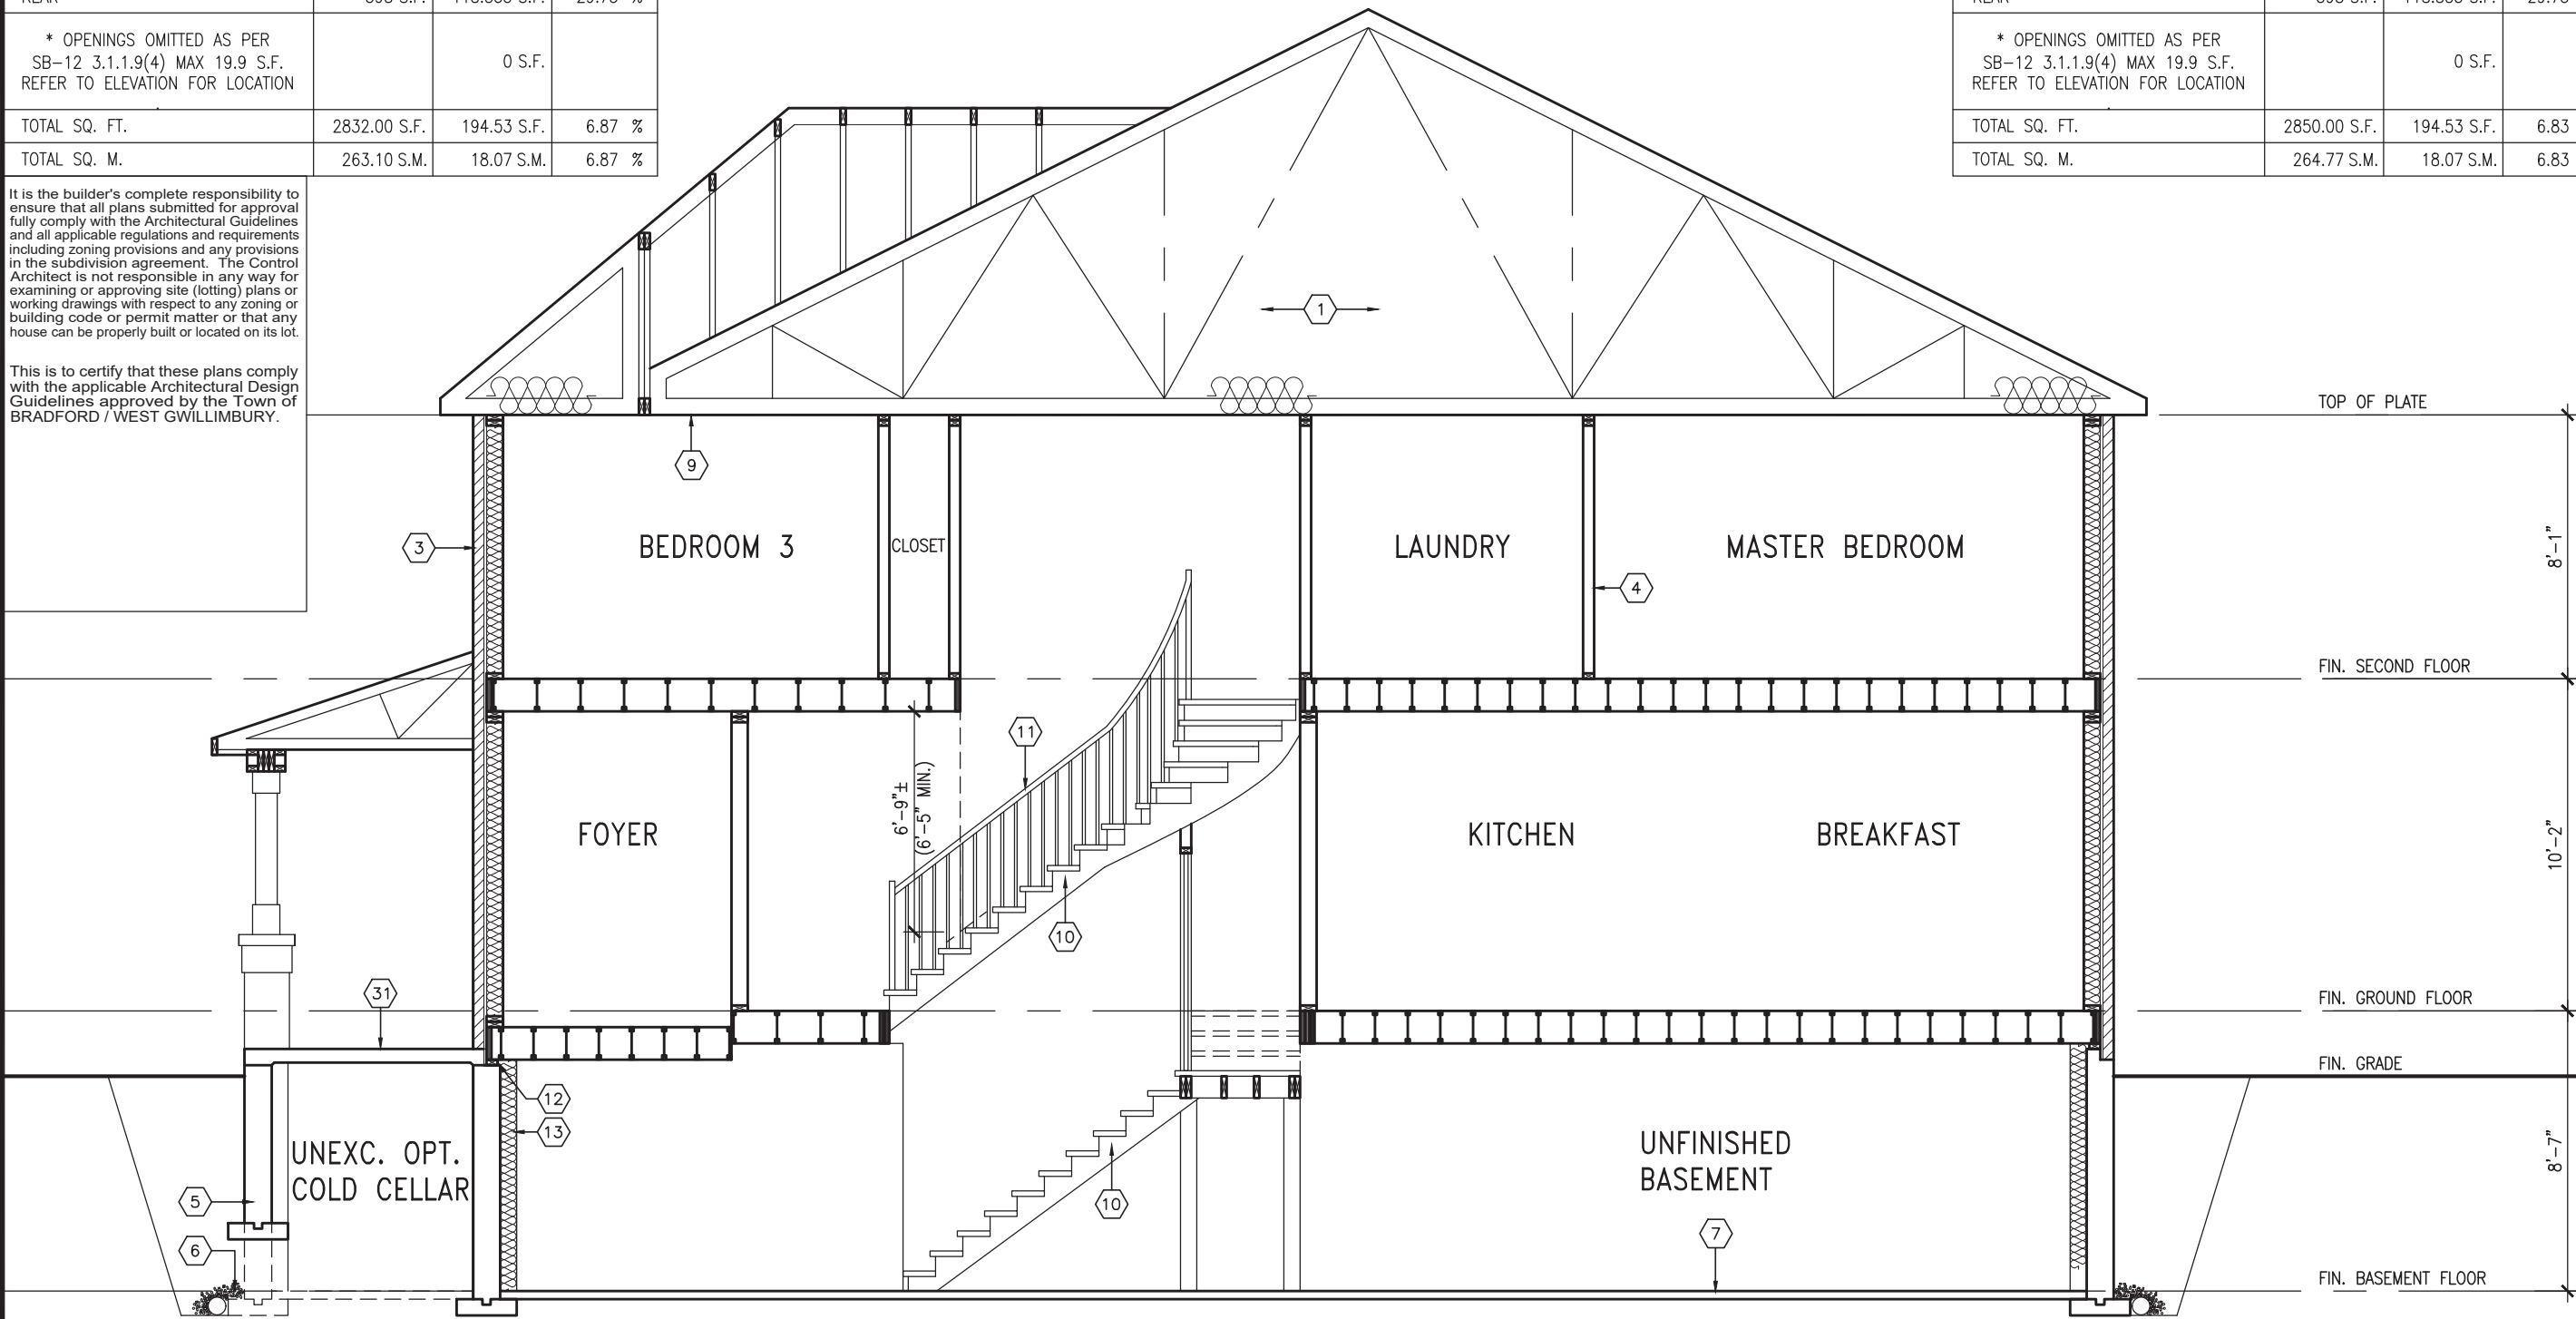 * OPENINGS OMITTED AS PER
SB-12 3.1.1.9(4) MAX 19.9 S.F.
REFER TO ELEVATION FOR LOCATION
0 S.F.
TOTAL SQ. FT. 2832.00 S.F. 194.53 S.F. 6.87 %
TOTAL SQ. M. 263.10 S.M. 18.07 S.M. 6.87 %
It is the builder's complete responsibility to
ensure that all plans submitted for approval
fully comply with the Architectural Guidelines
and all applicable regulations and requirements
including zoning provisions and any provisions
in the subdivision agreement. The Control
Architect is not responsible in any way for
examining or approving site (lotting) plans or
working drawings with respect to any zoning or
building code or permit matter or that any
house can be properly built or located on its lot.
This is to certify that these plans comply
with the applicable Architectural Design
Guidelines approved by the Town of
BRADFORD / WEST GWILLIMBURY.
* OPENINGS OMITTED AS PER
SB-12 3.1.1.9(4) MAX 19.9 S.F.
REFER TO ELEVATION FOR LOCATION
0 S.F.
TOTAL SQ. FT. 2850.00 S.F. 194.53 S.F. 6.83
TOTAL SQ. M. 264.77 S.M. 18.07 S.M. 6.83
1
TOP OF PLATE
9
3
BEDROOM 3
CLOSET
LAUNDRY
MASTER BEDROOM
8'-1"
4
FIN. SECOND FLOOR
11
6'-9"±
(6'-5" MIN.)
FOYER
KITCHEN
BREAKFAST
10'-2"
10
31
FIN. GROUND FLOOR
FIN. GRADE
12
13
UNEXC. OPT.
COLD CELLAR
UNFINISHED
BASEMENT
8'-7"
5
10
6
7
FIN. BASEMENT FLOOR